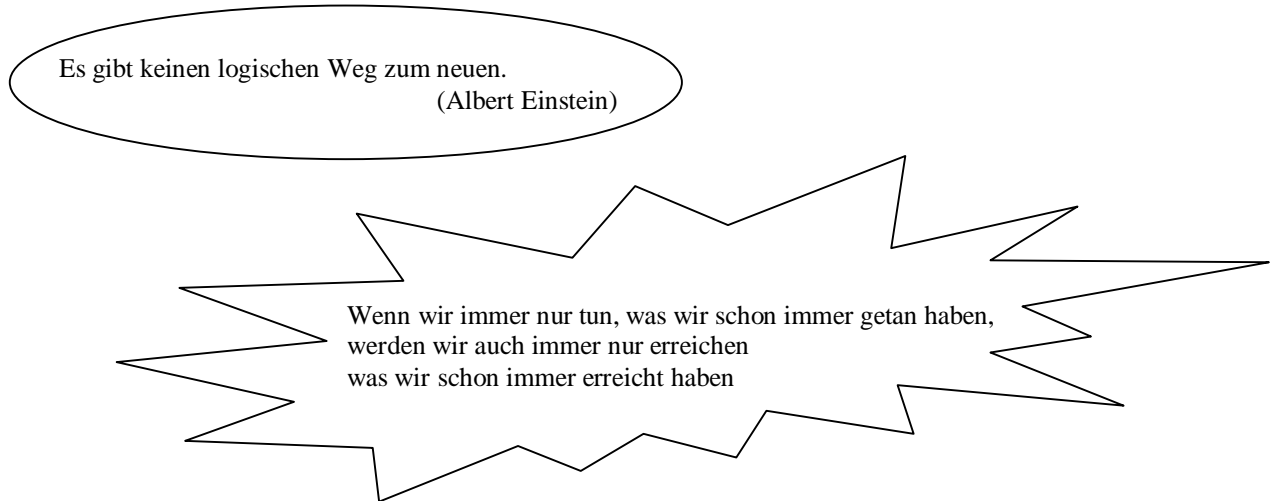 Es gibt keinen logischen Weg zum neuen.
(Albert Einstein)
Wenn wir immer nur tun, was wir schon immer getan haben,
werden wir auch immer nur erreichen
was wir schon immer erreicht haben